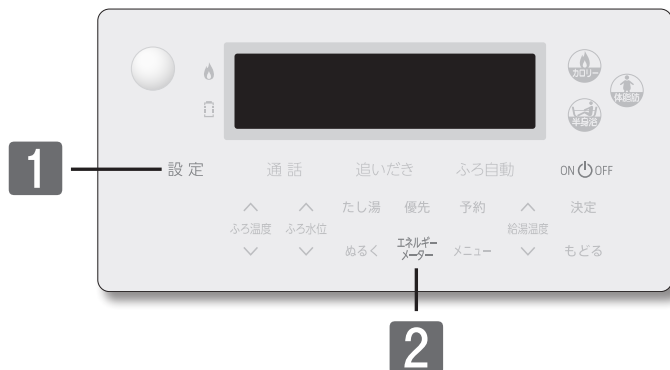 カロリー
体脂肪
半身浴
1
設定 通話 追いだき ふろ自動 ON OFF
たし湯 優先 予約 決定
ふろ温度 ふろ水位 給湯温度
ぬるく エネルギーメーター メニュー もどる
2